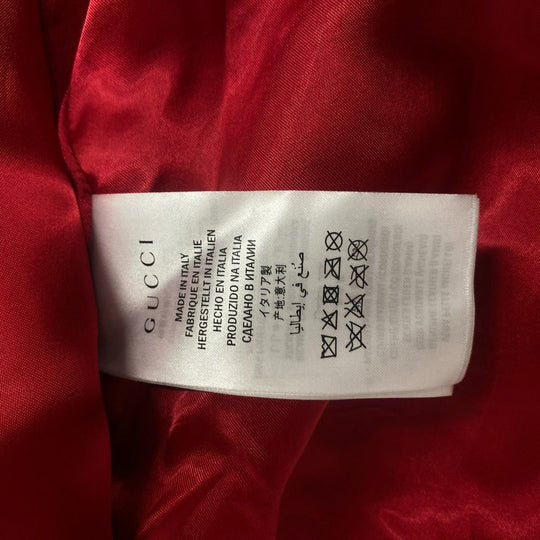 GUCCI
MADE IN ITALY
FABRIQUE EN ITALIE
HERGESTELLT IN ITALIEN
HECHO EN ITALIA
PRODUZIDO NA ITALIA
СДЕЛАНО В ИТАЛИИ
イタリア製
产地:意大利
صنع في إيطاليا